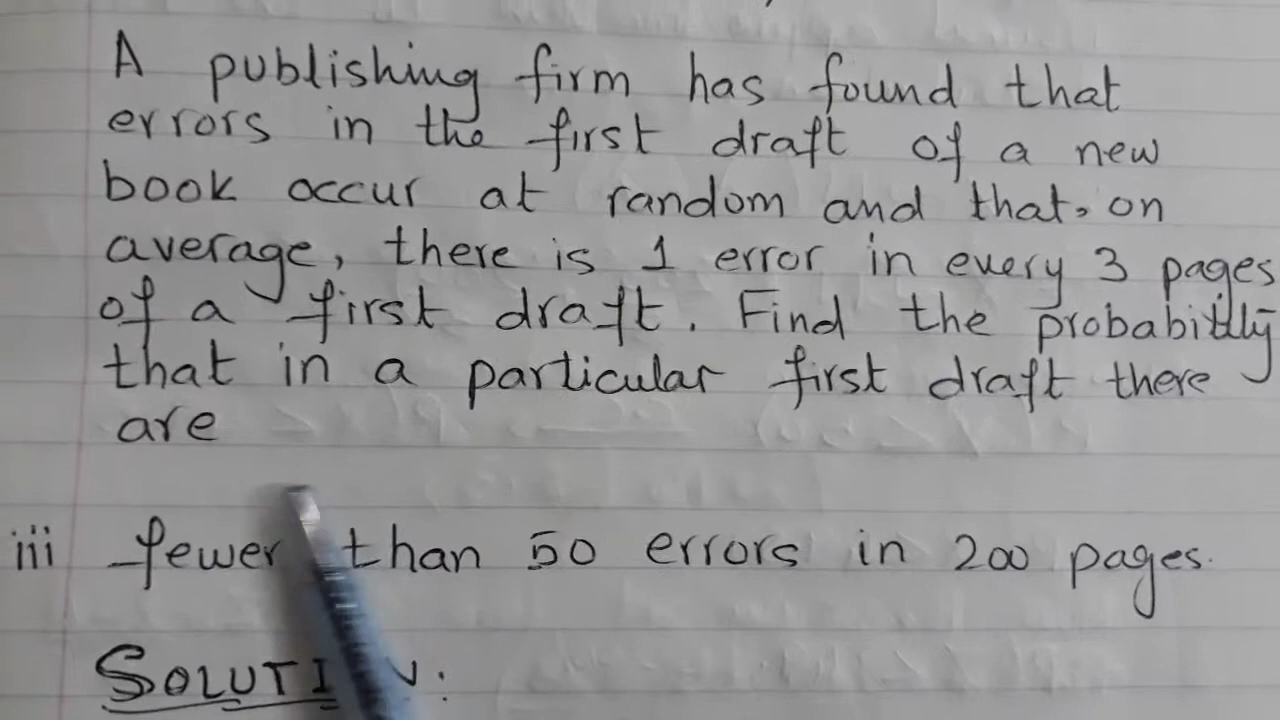 A publishing firm has found that
errors in the first draft of a new
book occur at random and that, on
average, there is 1 error in every 3 pages
of a first draft. Find the probability
that in a particular first draft there
are
iii fewer than 50 errors in 200 pages.